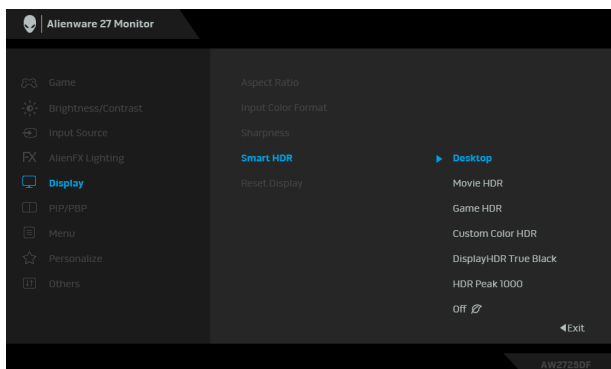 Alienware 27 Monitor
Game
Brightness/Contrast
Input Source
FX AlienFX Lighting
Display
PIP/PBP
Menu
Personalize
Others
Aspect Ratio
Input Color Format
Sharpness
Smart HDR
Reset Display
Desktop
Movie HDR
Game HDR
Custom Color HDR
DisplayHDR True Black
HDR Peak 1000
Off
Exit
AW2725DF